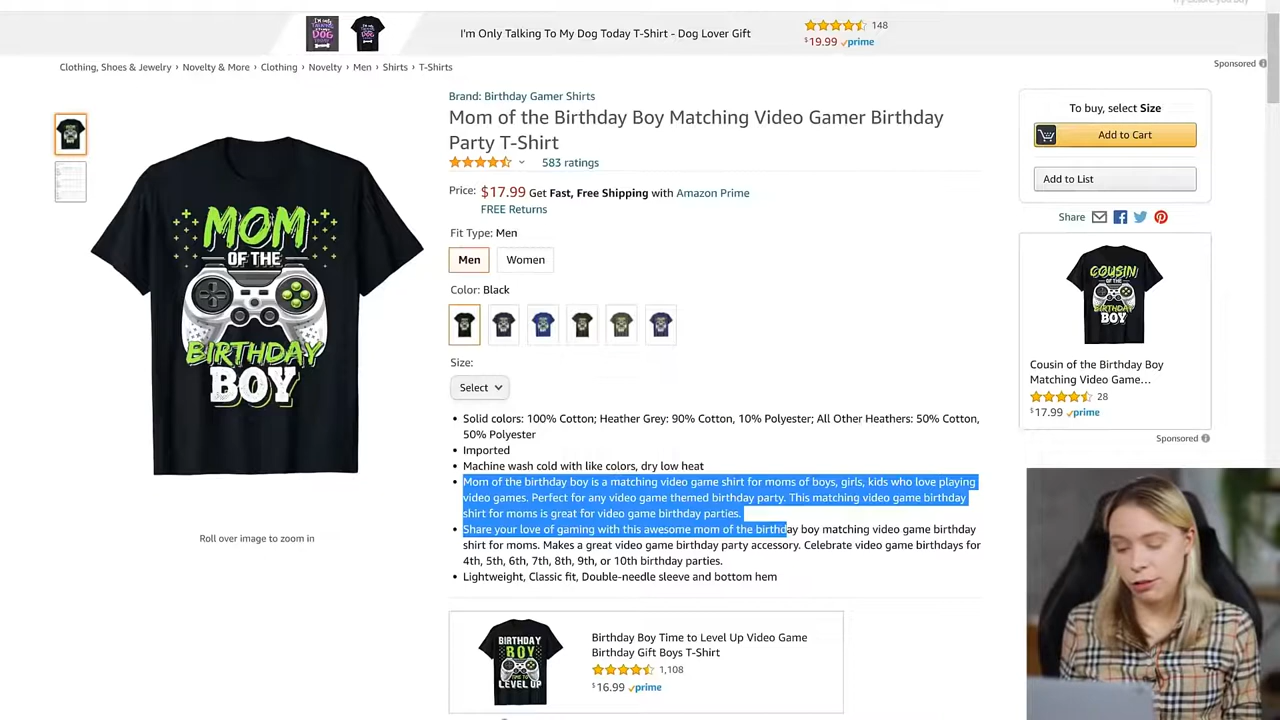 I'm Only Talking To My Dog Today T-Shirt - Dog Lover Gift
148
$19.99 prime
Clothing, Shoes & Jewelry › Novelty & More › Clothing › Novelty › Men › Shirts › T-Shirts
Sponsored
Brand: Birthday Gamer Shirts
Mom of the Birthday Boy Matching Video Gamer Birthday
Party T-Shirt
583 ratings
Price: $17.99 Get Fast, Free Shipping with Amazon Prime
FREE Returns
Fit Type: Men
Men
Women
Color: Black
Size:
Select
• Solid colors: 100% Cotton; Heather Grey: 90% Cotton, 10% Polyester; All Other Heathers: 50% Cotton,
50% Polyester
• Imported
• Machine wash cold with like colors, dry low heat
• Mom of the birthday boy is a matching video game shirt for moms of boys, girls, kids who love playing
video games. Perfect for any video game themed birthday party. This matching video game birthday
shirt for moms is great for video game birthday parties.
• Share your love of gaming with this awesome mom of the birthday boy matching video game birthday
shirt for moms. Makes a great video game birthday party accessory. Celebrate video game birthdays for
4th, 5th, 6th, 7th, 8th, 9th, or 10th birthday parties.
• Lightweight, Classic fit, Double-needle sleeve and bottom hem
MOM
OF THE
BIRTHDAY
BOY
Roll over image to zoom in
To buy, select Size
Add to Cart
Add to List
Share
COUSIN
OF THE
BIRTHDAY
BOY
Cousin of the Birthday Boy
Matching Video Game...
28
$17.99 prime
Sponsored
BIRTHDAY
BOY
TIME TO
LEVEL UP
Birthday Boy Time to Level Up Video Game
Birthday Gift Boys T-Shirt
1,108
$16.99 prime